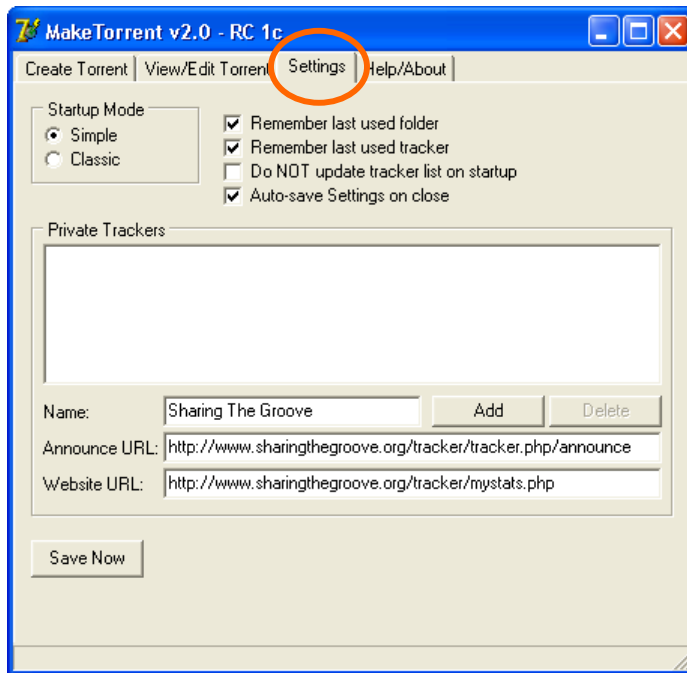 MakeTorrent v2.0 - RC 1c
Create Torrent View/Edit Torrent Settings Help/About
Startup Mode
Simple
Classic
Remember last used folder
Remember last used tracker
Do NOT update tracker list on startup
Auto-save Settings on close
Private Trackers
Name: Sharing The Groove Add Delete
Announce URL: http://www.sharingthegroove.org/tracker/tracker.php/announce
Website URL: http://www.sharingthegroove.org/tracker/mystats.php
Save Now